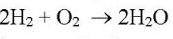 2H₂ + O₂ → 2H₂O